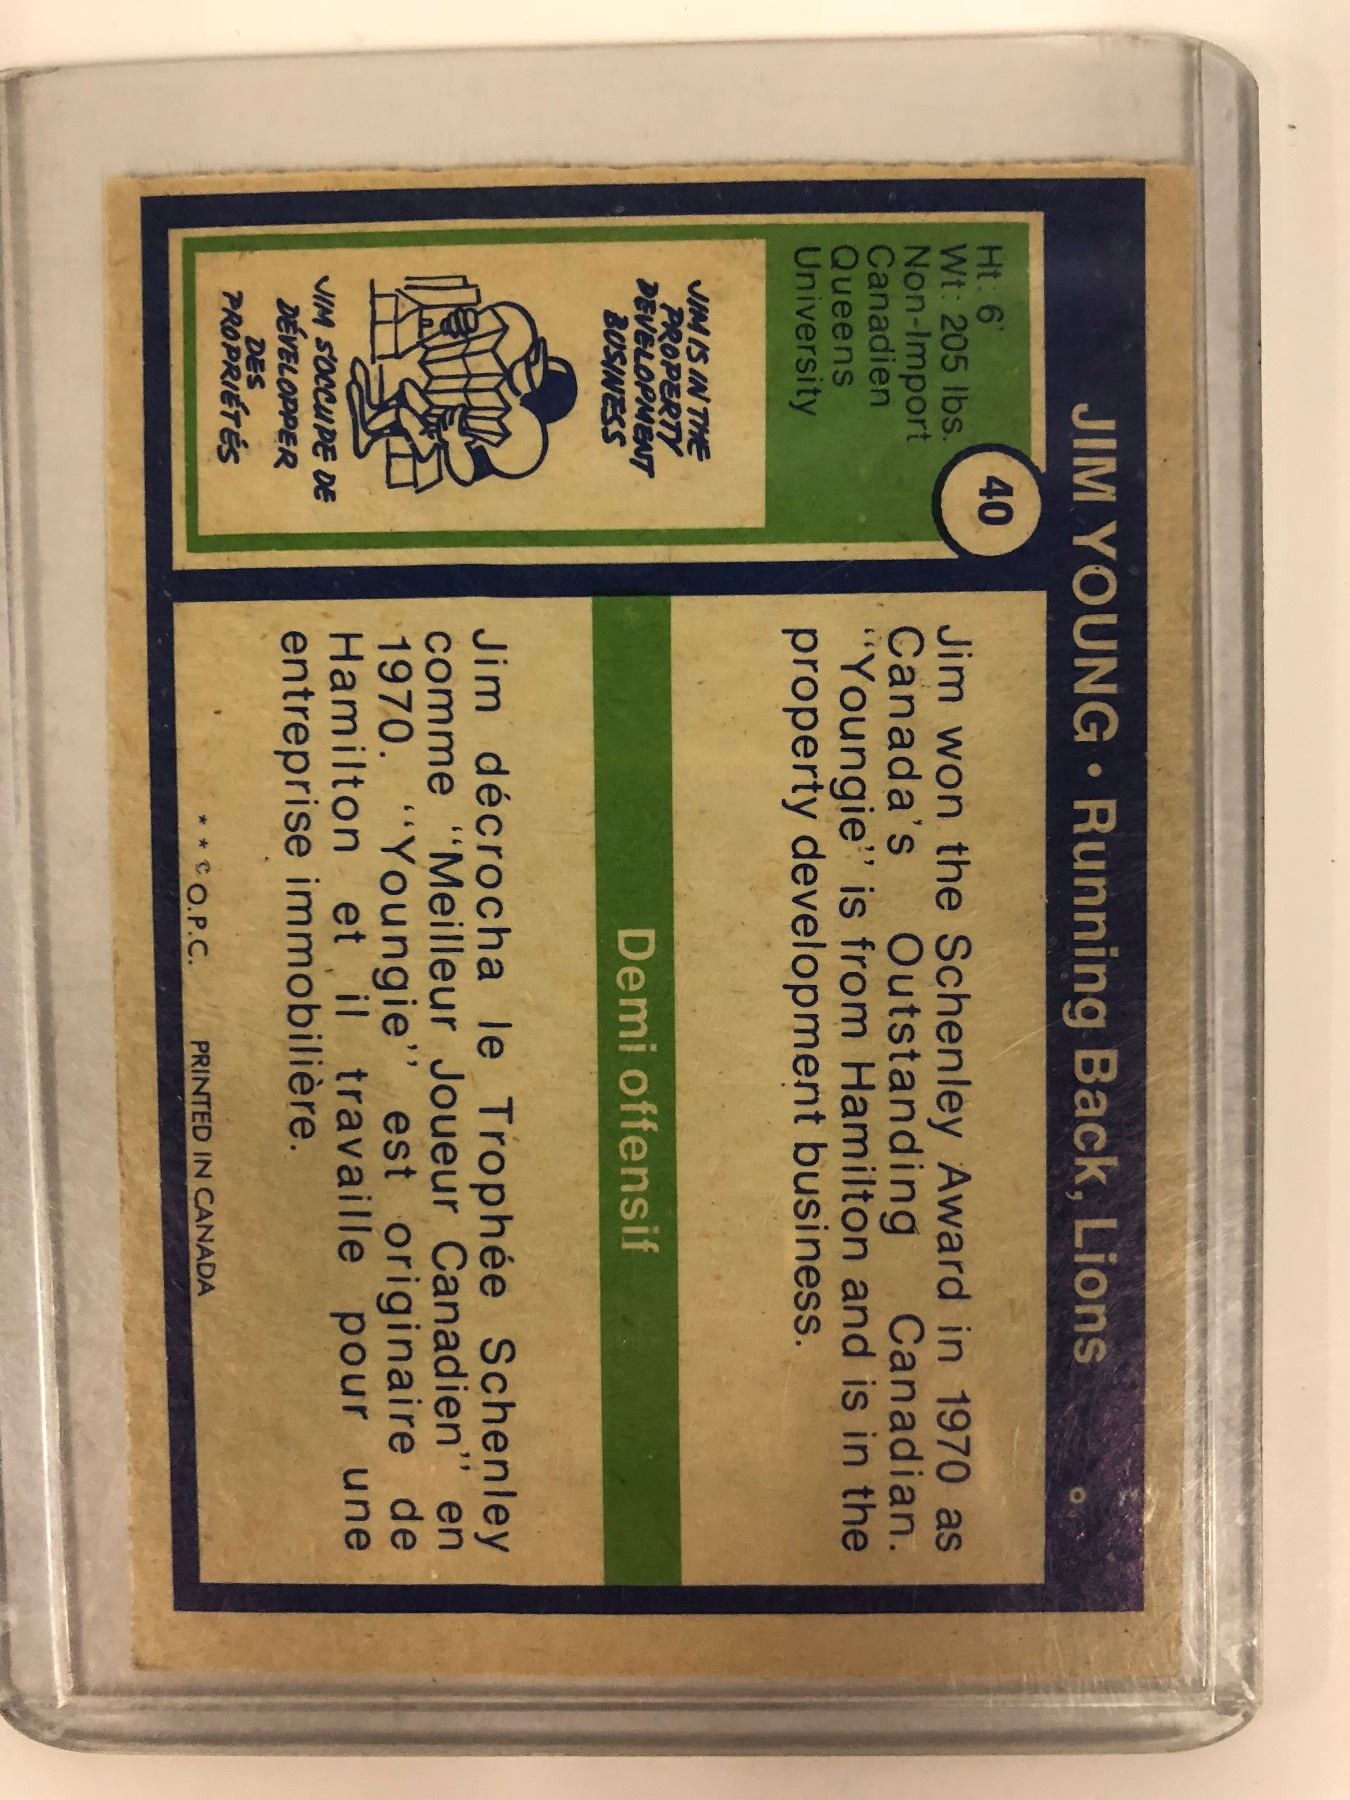 JIM YOUNG • Running Back, Lions
40
Ht: 6'
Wt: 205 lbs.
Non-Import
Canadien
Queens
University
JIM IS IN THE
PROPERTY
DEVELOPMENT
BUSINESS
JIM S'OCCUPE DE
DÉVELOPPER
DES
PROPRIÉTÉS
Jim won the Schenley Award in 1970 as
Canada's Outstanding Canadian.
“Youngie” is from Hamilton and is in the
property development business.
Demi offensif
Jim décrocha le Trophée Schenley
comme “Meilleur Joueur Canadien” en
1970. “Youngie” est originaire de
Hamilton et il travaille pour une
entreprise immobilière.
* * © O.P.C. PRINTED IN CANADA